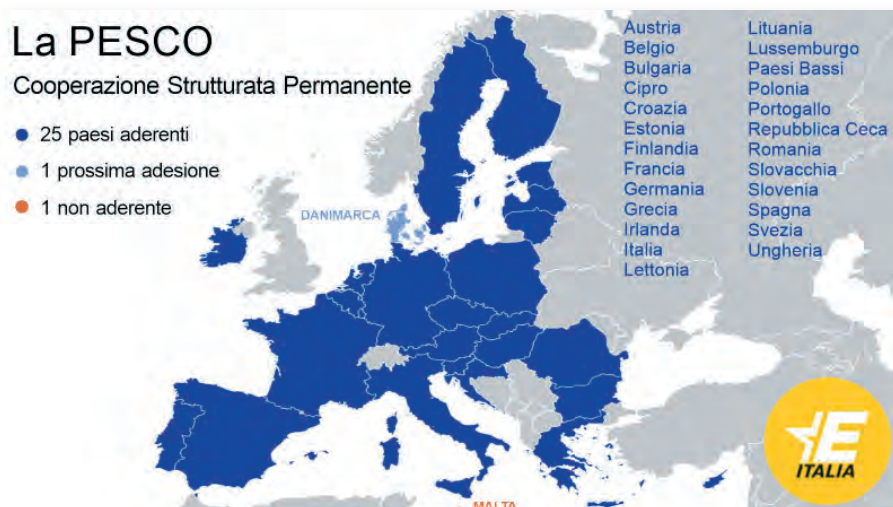 La PESCO
Cooperazione Strutturata Permanente
25 paesi aderenti
1 prossima adesione
1 non aderente
DANIMARCA
MALTA
Austria
Belgio
Bulgaria
Cipro
Croazia
Estonia
Finlandia
Francia
Germania
Grecia
Irlanda
Italia
Lettonia
Lituania
Lussemburgo
Paesi Bassi
Polonia
Portogallo
Repubblica Ceca
Romania
Slovacchia
Slovenia
Spagna
Svezia
Ungheria
E
ITALIA